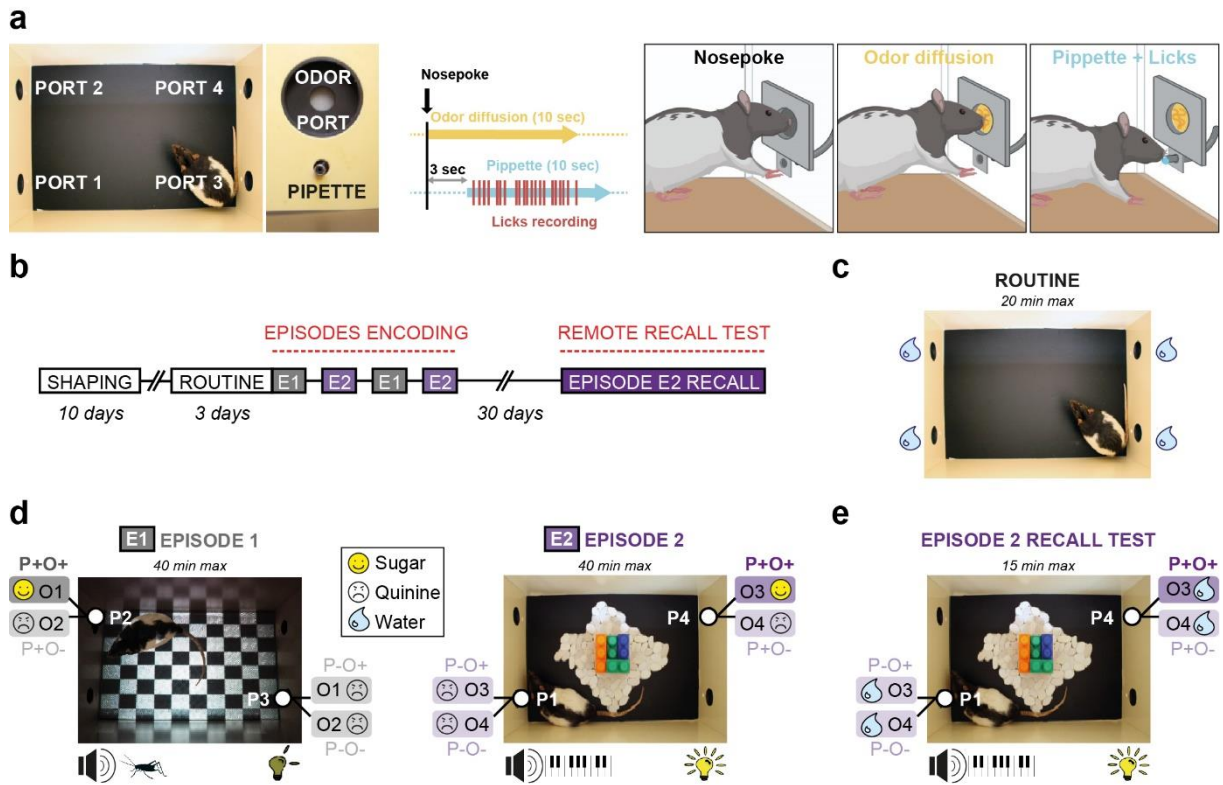 a
PORT 2 PORT 4
PORT 1 PORT 3
ODOR
PORT
PIPETTE
Nosepoke
Odor diffusion (10 sec)
3 sec
Pippette (10 sec)
Licks recording
Nosepoke
Odor diffusion
Pippette + Licks
b
EPISODES ENCODING
REMOTE RECALL TEST
SHAPING ROUTINE E1 E2 E1 E2 EPISODE E2 RECALL
10 days 3 days 30 days
c
ROUTINE
20 min max
d
E1 EPISODE 1
40 min max
P+O+
O1
O2
P+O-
P2
P3
O1
O2
P-O-
Sugar
Quinine
Water
E2 EPISODE 2
40 min max
P+O+
O3
O4
P+O-
P4
P-O+
O3
O4
P-O-
P1
e
EPISODE 2 RECALL TEST
15 min max
P+O+
O3
O4
P+O-
P4
P-O+
O3
O4
P-O-
P1
P-O+